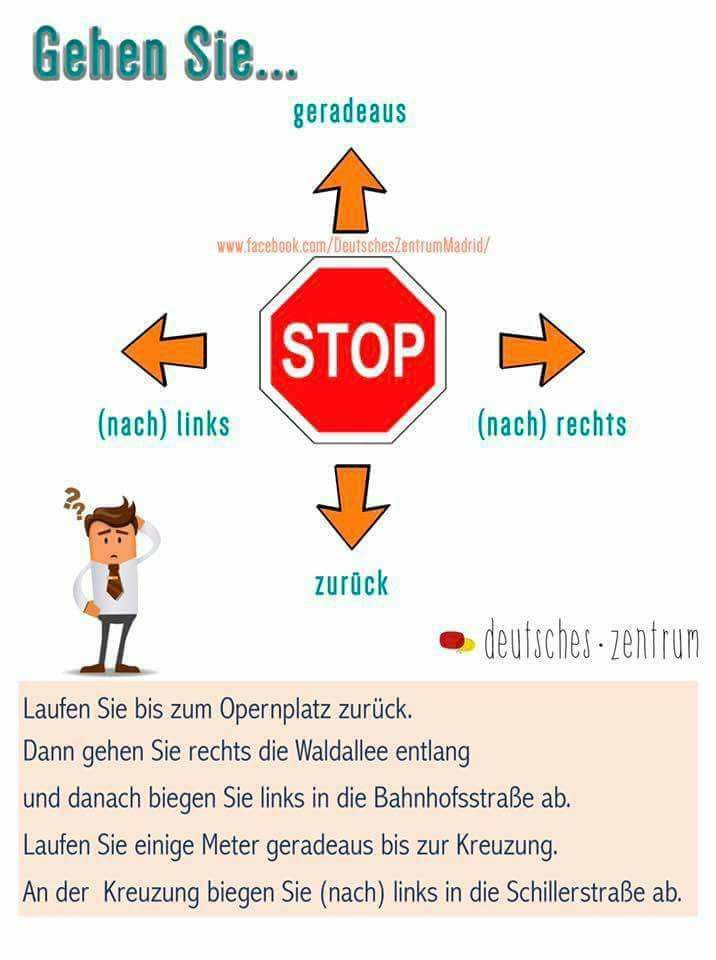 Gehen Sie...
geradeaus
www.facebook.com/DeutschesZentrumMadrid/
STOP
(nach) links
(nach) rechts
??
zurück
deutsches·zentrum
Laufen Sie bis zum Opernplatz zurück.
Dann gehen Sie rechts die Waldallee entlang
und danach biegen Sie links in die Bahnhofsstraße ab.
Laufen Sie einige Meter geradeaus bis zur Kreuzung.
An der Kreuzung biegen Sie (nach) links in die Schillerstraße ab.